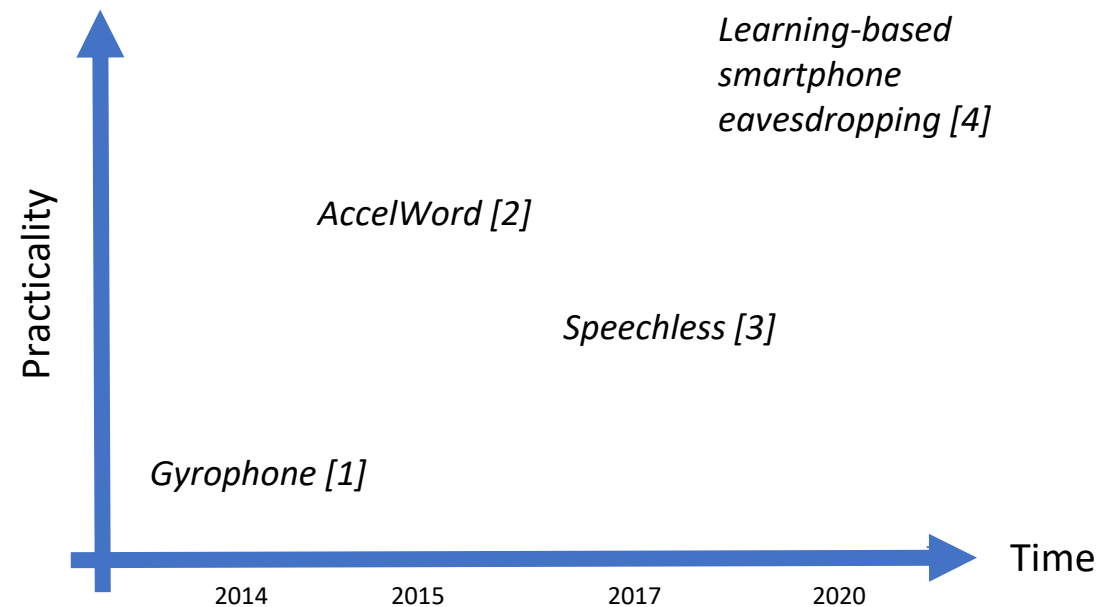 Learning-based
smartphone
eavesdropping [4]
Practicality
AccelWord [2]
Speechless [3]
Gyrophone [1]
Time
2014 2015 2017 2020